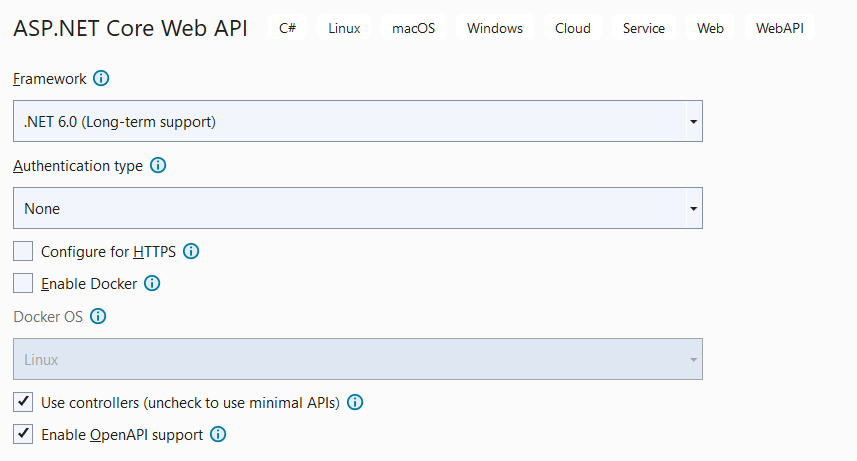 ASP.NET Core Web API C# Linux macOS Windows Cloud Service Web WebAPI
Framework
.NET 6.0 (Long-term support)
Authentication type
None
Configure for HTTPS
Enable Docker
Docker OS
Linux
Use controllers (uncheck to use minimal APIs)
Enable OpenAPI support